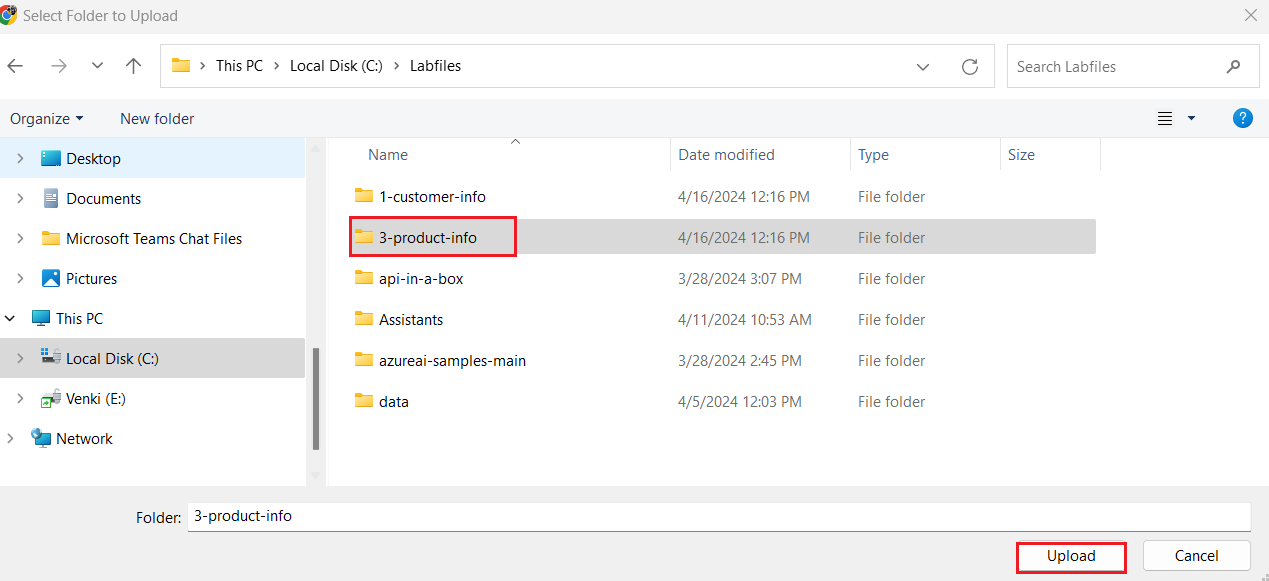 Select Folder to Upload
This PC > Local Disk (C:) > Labfiles
Search Labfiles
Organize
New folder
?
Desktop
Documents
Microsoft Teams Chat Files
Pictures
This PC
Local Disk (C:)
Venki (E:)
Network
Name Date modified Type Size
1-customer-info 4/16/2024 12:16 PM File folder
3-product-info 4/16/2024 12:16 PM File folder
api-in-a-box 3/28/2024 3:07 PM File folder
Assistants 4/11/2024 10:53 AM File folder
azureai-samples-main 3/28/2024 2:45 PM File folder
data 4/5/2024 12:03 PM File folder
Folder: 3-product-info
Upload
Cancel